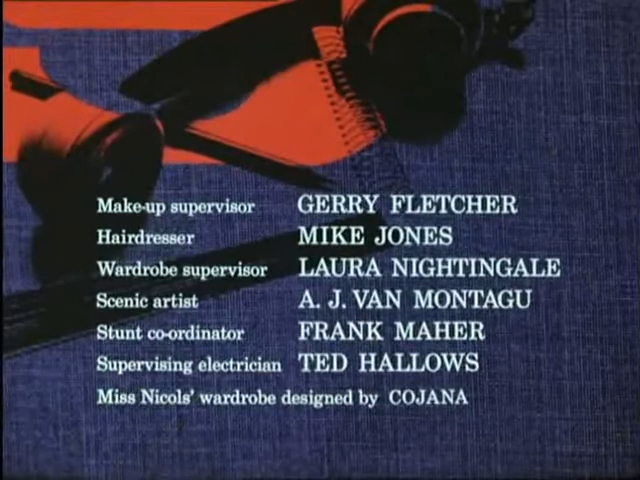 Make-up supervisor GERRY FLETCHER
Hairdresser MIKE JONES
Wardrobe supervisor LAURA NIGHTINGALE
Scenic artist A. J. VAN MONTAGU
Stunt co-ordinator FRANK MAHER
Supervising electrician TED HALLOWS
Miss Nicols' wardrobe designed by COJANA